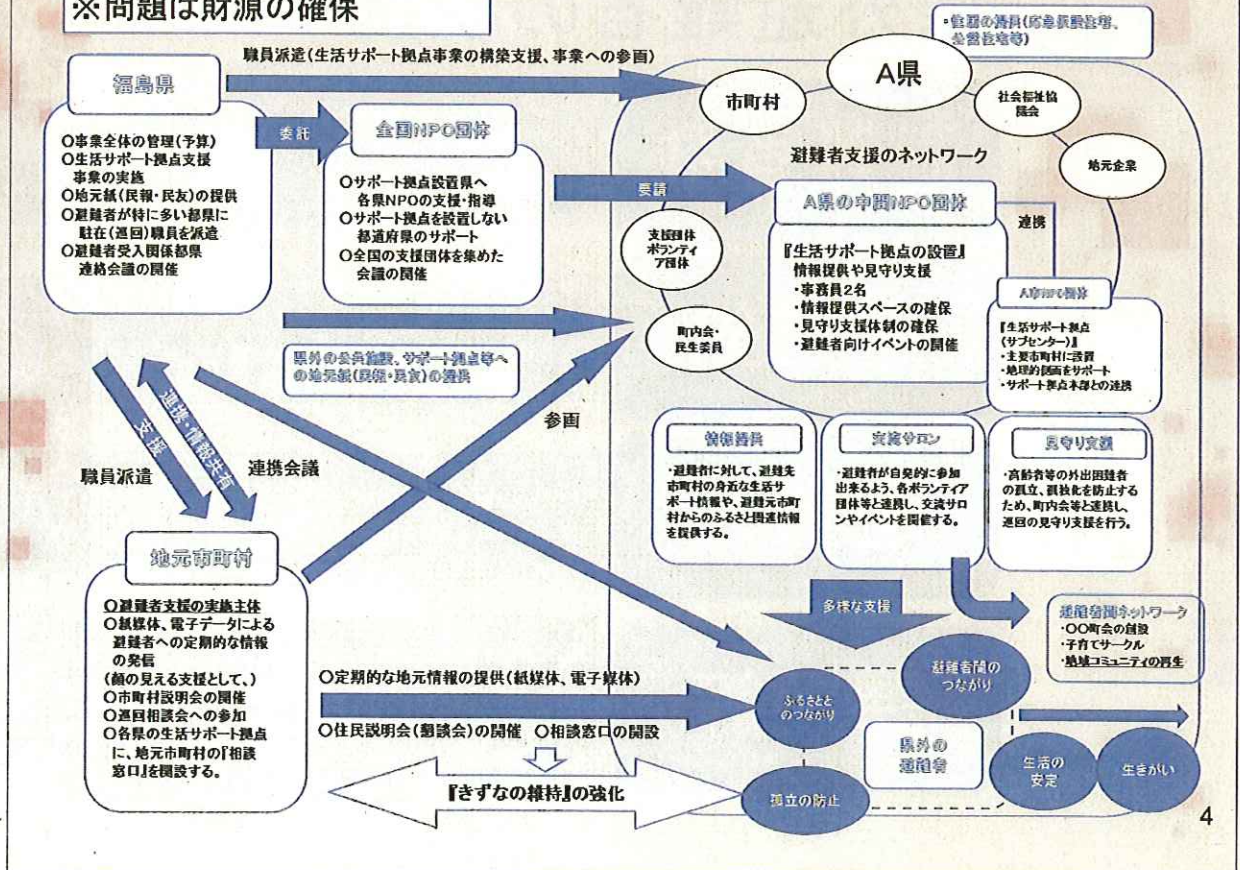 ※問題は財源の確保
・住居の提供(応急仮設住宅、
公営住宅等)
職員派遣(生活サポート拠点事業の構築支援、事業への参画)
福島県
○事業全体の管理(予算)
○生活サポート拠点支援
事業の実施
○地元紙(民報・民友)の提供
○避難者が特に多い都県に
駐在(巡回)職員を派遣
○避難者受入関係都県
連絡会議の開催
委託
全国NPO団体
○サポート拠点設置県へ
各県NPOの支援・指導
○サポート拠点を設置しない
都道府県のサポート
○全国の支援団体を集めた
会議の開催
要請
A県
市町村
社会福祉協
議会
地元企業
避難者支援のネットワーク
支援団体
ボランティ
ア団体
町内会・
民生委員
A県の中間NPO団体
『生活サポート拠点の設置』
情報提供や見守り支援
・事務員2名
・情報提供スペースの確保
・見守り支援体制の確保
・避難者向けイベントの開催
連携
A市NPO団体
『生活サポート拠点
(サブセンター)』
・主要市町村に設置
・地理的側面をサポート
・サポート拠点本部との連携
県外の公共施設、サポート拠点等へ
の地元紙(民報・民友)の提供
参画
支援
連携・情報共有
職員派遣
連携会議
情報提供
・避難者に対して、避難先
市町村の身近な生活サ
ポート情報や、避難元市町
村からのふるさと関連情報
を提供する。
交流サロン
・避難者が自発的に参加
出来るよう、各ボランティア
団体等と連携し、交流サロ
ンやイベントを開催する。
見守り支援
・高齢者等の外出困難者
の孤立、孤独化を防止する
ため、町内会等と連携し、
巡回の見守り支援を行う。
地元市町村
○避難者支援の実施主体
○紙媒体、電子データによる
避難者への定期的な情報
の発信
(顔の見える支援として、)
○市町村説明会の開催
○巡回相談会への参加
○各県の生活サポート拠点
に、地元市町村の『相談
窓口』を開設する。
多様な支援
避難者間ネットワーク
・○○町会の創設
・子育てサークル
・地域コミュニティの再生
○定期的な地元情報の提供(紙媒体、電子媒体)
○住民説明会(懇談会)の開催 ○相談窓口の開設
『きずなの維持』の強化
ふるさとと
のつながり
避難者間の
つながり
県外の
避難者
孤立の防止
生活の
安定
生きがい
4